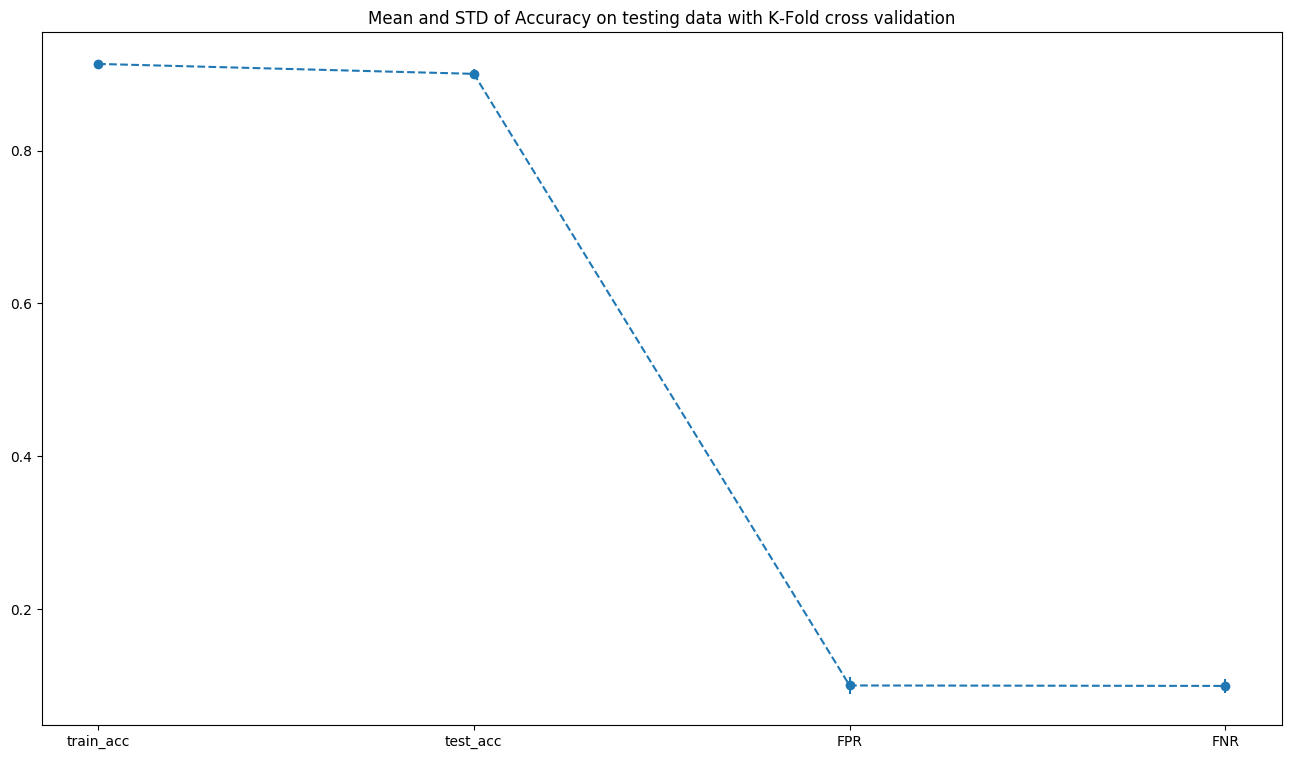 Mean and STD of Accuracy on testing data with K-Fold cross validation
0.8
0.6
0.4
0.2
train_acc test_acc FPR FNR